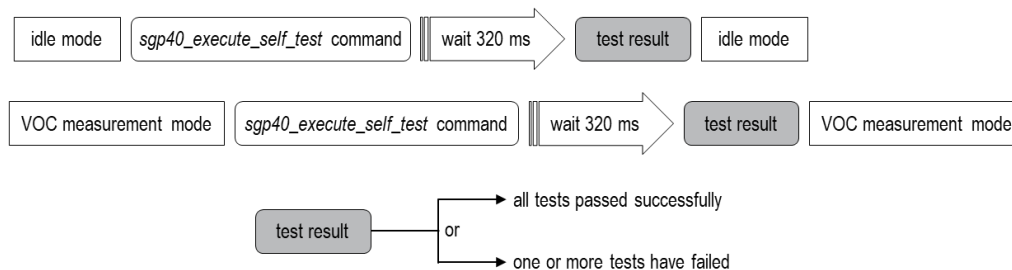 idle mode sgp40_execute_self_test command wait 320 ms test result idle mode
VOC measurement mode sgp40_execute_self_test command wait 320 ms test result VOC measurement mode
all tests passed successfully
test result or
one or more tests have failed